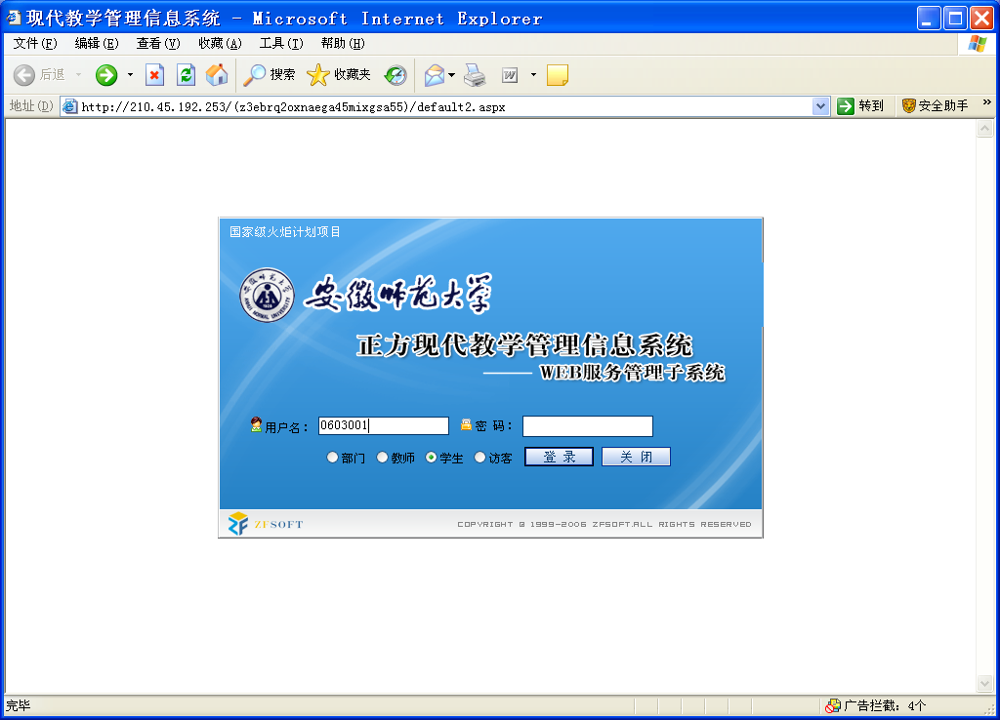 现代教学管理信息系统 - Microsoft Internet Explorer
文件(F) 编辑(E) 查看(V) 收藏(A) 工具(T) 帮助(H)
后退 搜索 收藏夹
地址(D) http://210.45.192.253/(z3ebrq2oxnaega45mixgsa55)/default2.aspx 转到 安全助手 »
国家级火炬计划项目
安徽师范大学
正方现代教学管理信息系统
—— WEB服务管理子系统
用户名： 0603001 密 码：
部门 教师 学生 访客 登 录 关 闭
ZFSOFT COPYRIGHT @ 1999-2006 ZFSOFT.ALL RIGHTS RESERVED
完毕 广告拦截: 4个